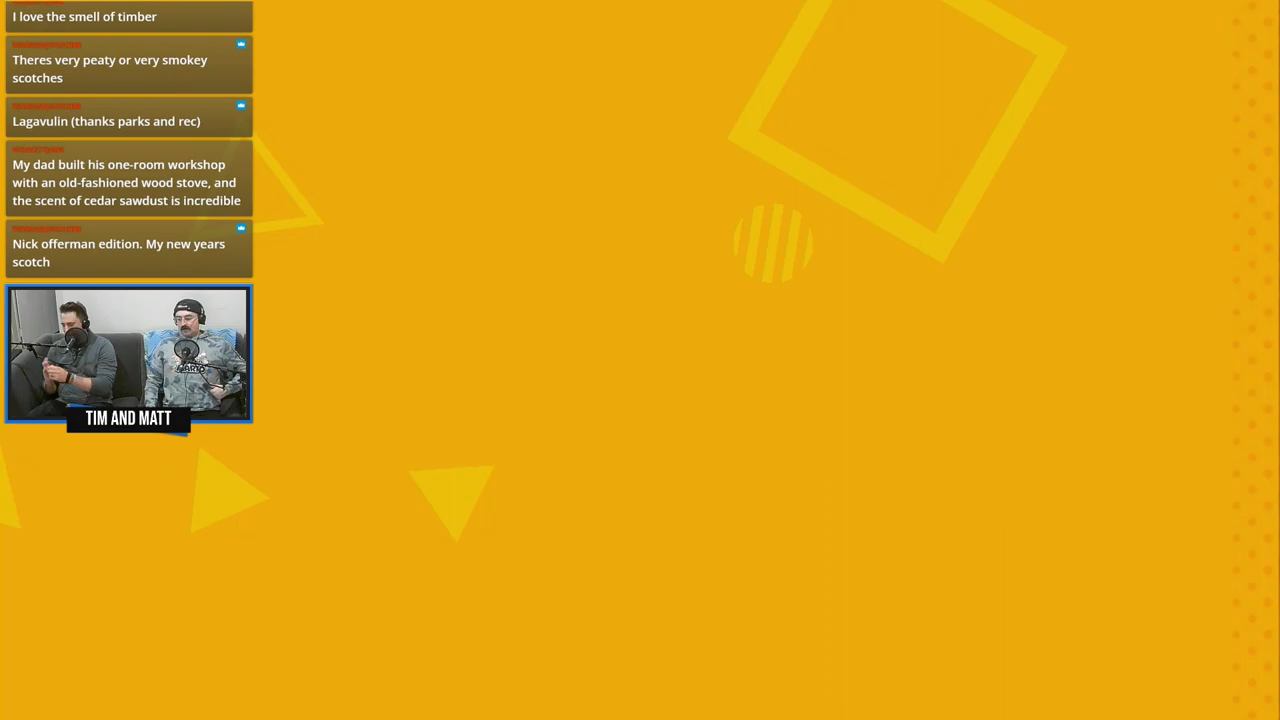 I love the smell of timber
Theres very peaty or very smokey
scotches
Lagavulin (thanks parks and rec)
My dad built his one-room workshop
with an old-fashioned wood stove, and
the scent of cedar sawdust is incredible
Nick offerman edition. My new years
scotch
TIM AND MATT